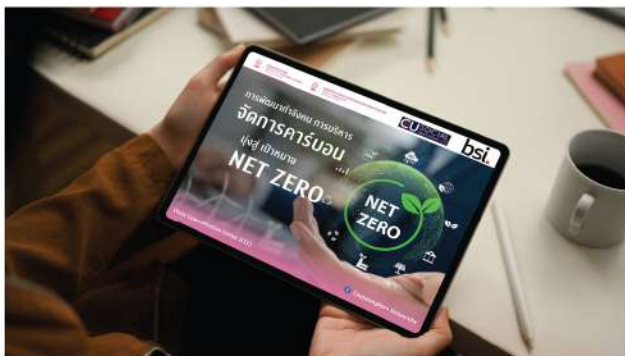 CU SOCIAL
bsi.
การพัฒนากำลังคน การบริหาร
จัดการคาร์บอน
มุ่งสู่ เป้าหมาย
NET ZERO
NET
ZERO
Chulalongkorn University